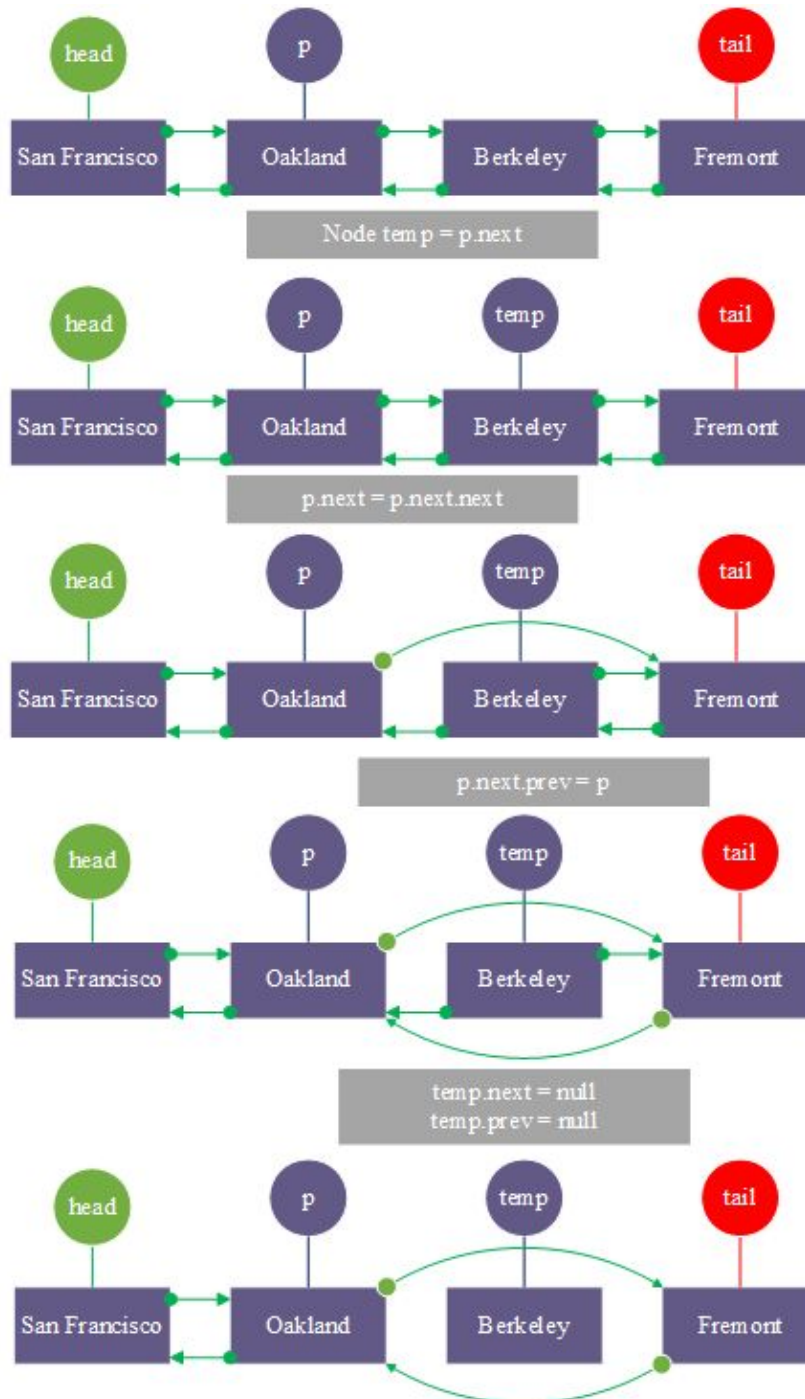 head
p
tail
San Francisco
Oakland
Berkeley
Fremont
Node temp = p.next
head
p
temp
tail
San Francisco
Oakland
Berkeley
Fremont
p.next = p.next.next
head
p
temp
tail
San Francisco
Oakland
Berkeley
Fremont
p.next.prev = p
head
p
temp
tail
San Francisco
Oakland
Berkeley
Fremont
temp.next = null
temp.prev = null
head
p
temp
tail
San Francisco
Oakland
Berkeley
Fremont